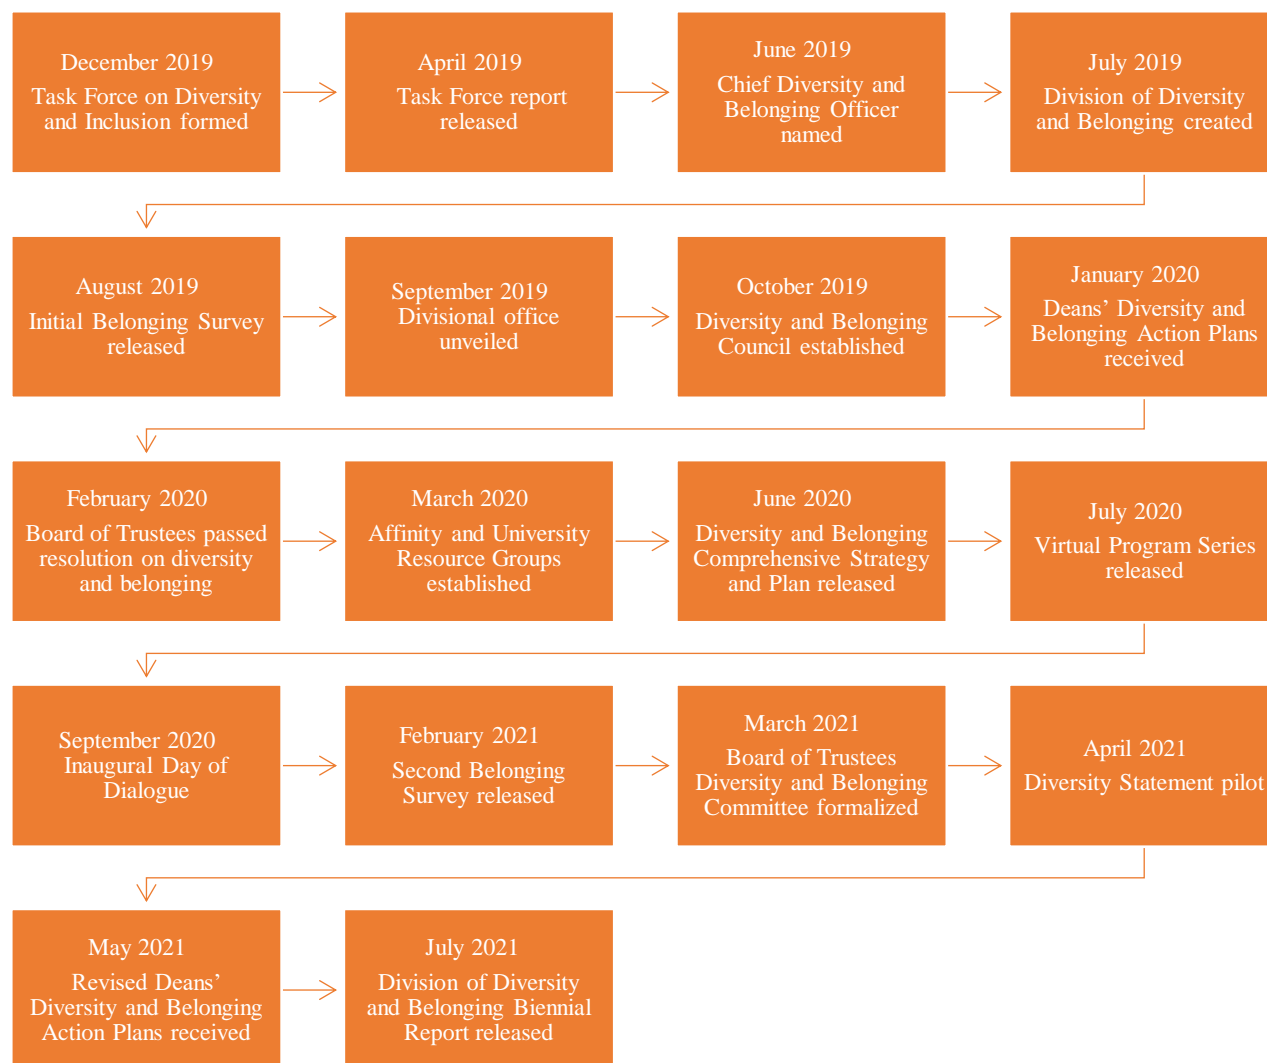 December 2019
Task Force on Diversity
and Inclusion formed
April 2019
Task Force report
released
June 2019
Chief Diversity and
Belonging Officer
named
July 2019
Division of Diversity
and Belonging created
August 2019
Initial Belonging Survey
released
September 2019
Divisional office
unveiled
October 2019
Diversity and Belonging
Council established
January 2020
Deans’ Diversity and
Belonging Action Plans
received
February 2020
Board of Trustees passed
resolution on diversity
and belonging
March 2020
Affinity and University
Resource Groups
established
June 2020
Diversity and Belonging
Comprehensive Strategy
and Plan released
July 2020
Virtual Program Series
released
September 2020
Inaugural Day of
Dialogue
February 2021
Second Belonging
Survey released
March 2021
Board of Trustees
Diversity and Belonging
Committee formalized
April 2021
Diversity Statement pilot
May 2021
Revised Deans’
Diversity and Belonging
Action Plans received
July 2021
Division of Diversity
and Belonging Biennial
Report released